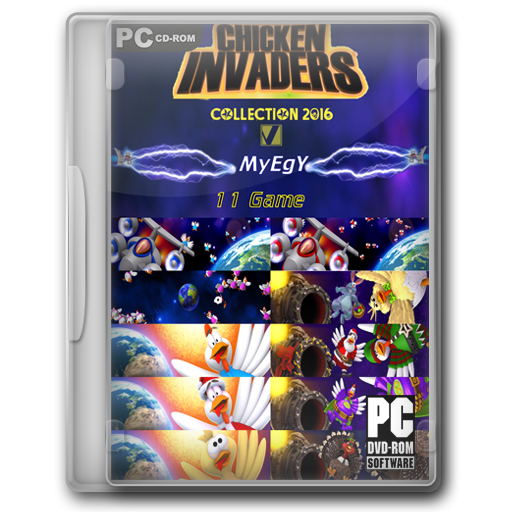 PC CD-ROM
CHICKEN
INVADERS
COLLECTION 2016
MyEgY
11 Game
PC
DVD-ROM
SOFTWARE